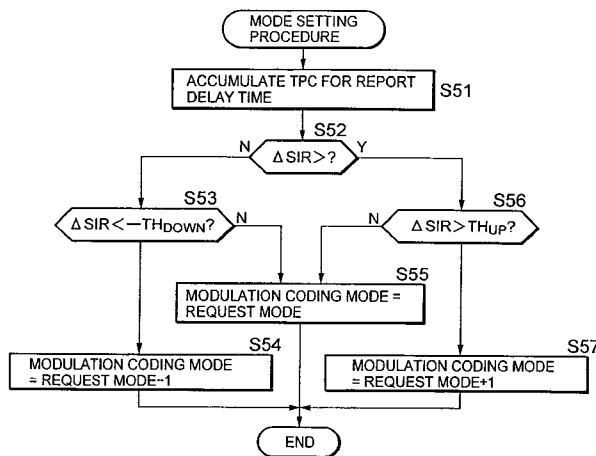 MODE SETTING
PROCEDURE
ACCUMULATE TPC FOR REPORT
DELAY TIME
S51
S52
N
ΔSIR>?
Y
S53
ΔSIR<−THDOWN?
N
S56
N
ΔSIR>THUP?
S55
MODULATION CODING MODE =
REQUEST MODE
S54
MODULATION CODING MODE
= REQUEST MODE−1
S57
MODULATION CODING MODE
= REQUEST MODE+1
END